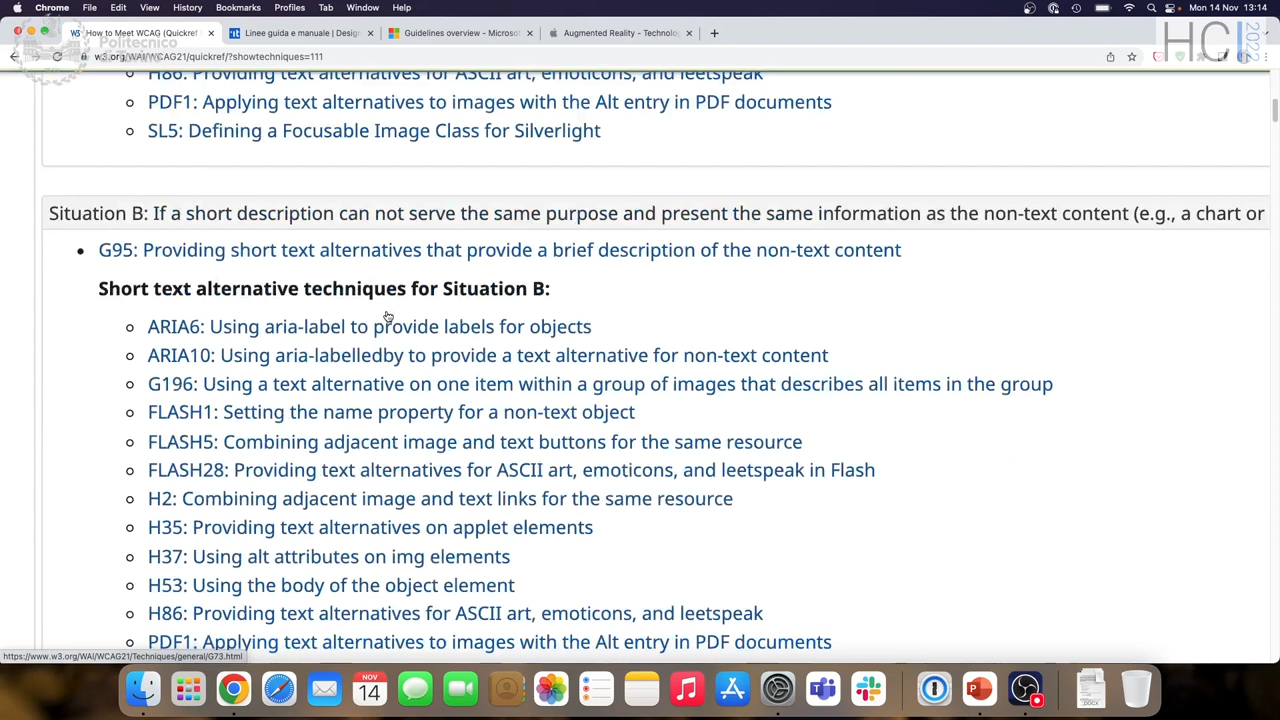 Chrome File Edit View History Bookmarks Profiles Tab Window Help Mon 14 Nov 13:14
How to Meet WCAG (Quickref Linee guida e manuale | Desig Guidelines overview - Microsof Augmented Reality - Technolog
w3.org/WAI/WCAG21/quickref/?showtechniques=111
Politecnico
di Torino
HCI 2022
H86: Providing text alternatives for ASCII art, emoticons, and leetspeak
PDF1: Applying text alternatives to images with the Alt entry in PDF documents
SL5: Defining a Focusable Image Class for Silverlight
Situation B: If a short description can not serve the same purpose and present the same information as the non-text content (e.g., a chart or
G95: Providing short text alternatives that provide a brief description of the non-text content
Short text alternative techniques for Situation B:
ARIA6: Using aria-label to provide labels for objects
ARIA10: Using aria-labelledby to provide a text alternative for non-text content
G196: Using a text alternative on one item within a group of images that describes all items in the group
FLASH1: Setting the name property for a non-text object
FLASH5: Combining adjacent image and text buttons for the same resource
FLASH28: Providing text alternatives for ASCII art, emoticons, and leetspeak in Flash
H2: Combining adjacent image and text links for the same resource
H35: Providing text alternatives on applet elements
H37: Using alt attributes on img elements
H53: Using the body of the object element
H86: Providing text alternatives for ASCII art, emoticons, and leetspeak
PDF1: Applying text alternatives to images with the Alt entry in PDF documents
https://www.w3.org/WAI/WCAG21/Techniques/general/G73.html
NOV
14
.DOCX